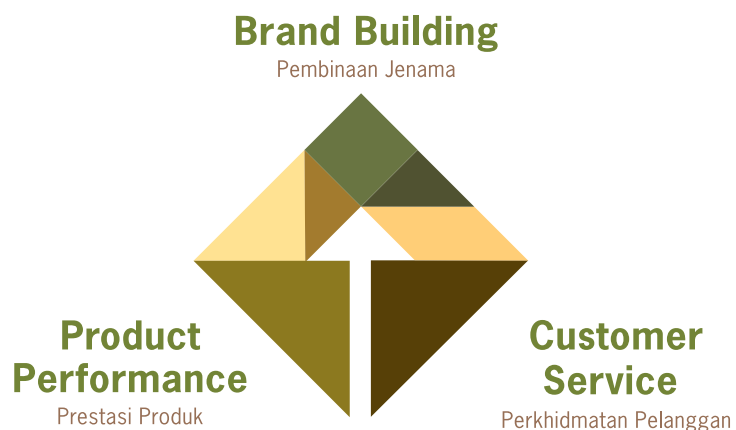 Brand Building
Pembinaan Jenama
Product
Performance
Prestasi Produk
Customer
Service
Perkhidmatan Pelanggan